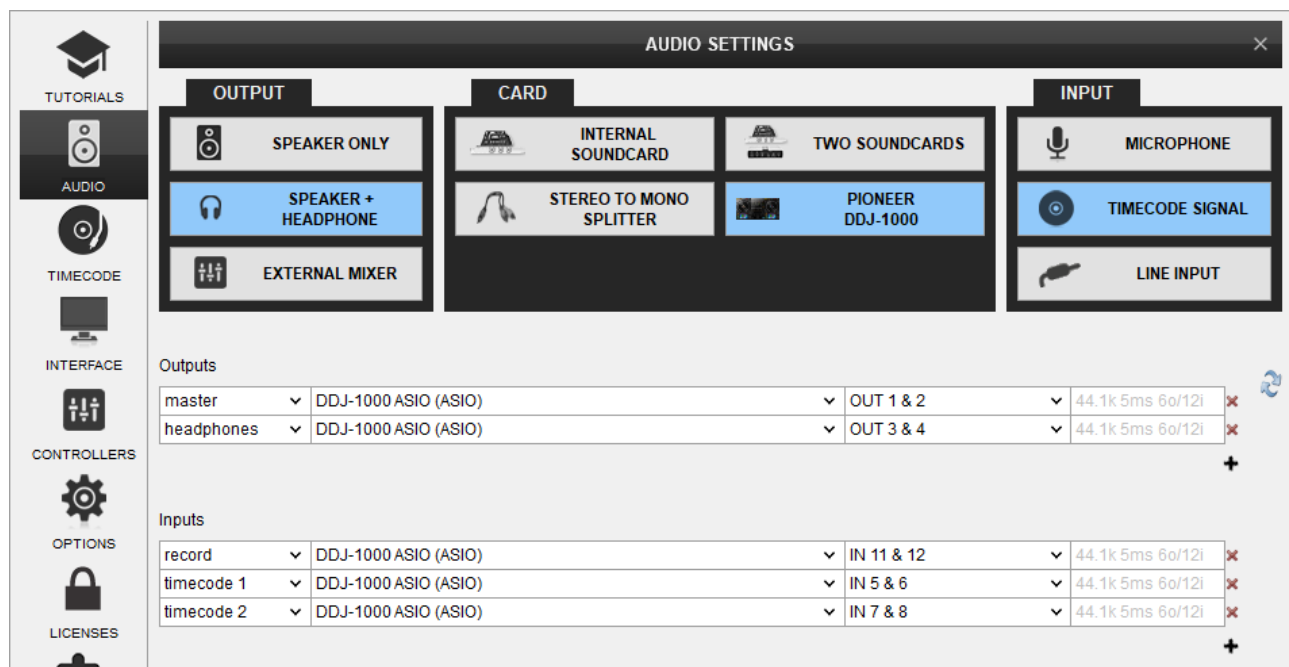 AUDIO SETTINGS
TUTORIALS
AUDIO
TIMECODE
INTERFACE
CONTROLLERS
OPTIONS
LICENSES
OUTPUT
SPEAKER ONLY
SPEAKER +
HEADPHONE
EXTERNAL MIXER
CARD
INTERNAL
SOUNDCARD
TWO SOUNDCARDS
STEREO TO MONO
SPLITTER
PIONEER
DDJ-1000
INPUT
MICROPHONE
TIMECODE SIGNAL
LINE INPUT
Outputs
master DDJ-1000 ASIO (ASIO) OUT 1 & 2 44.1k 5ms 6o/12i
headphones DDJ-1000 ASIO (ASIO) OUT 3 & 4 44.1k 5ms 6o/12i
Inputs
record DDJ-1000 ASIO (ASIO) IN 11 & 12 44.1k 5ms 6o/12i
timecode 1 DDJ-1000 ASIO (ASIO) IN 5 & 6 44.1k 5ms 6o/12i
timecode 2 DDJ-1000 ASIO (ASIO) IN 7 & 8 44.1k 5ms 6o/12i